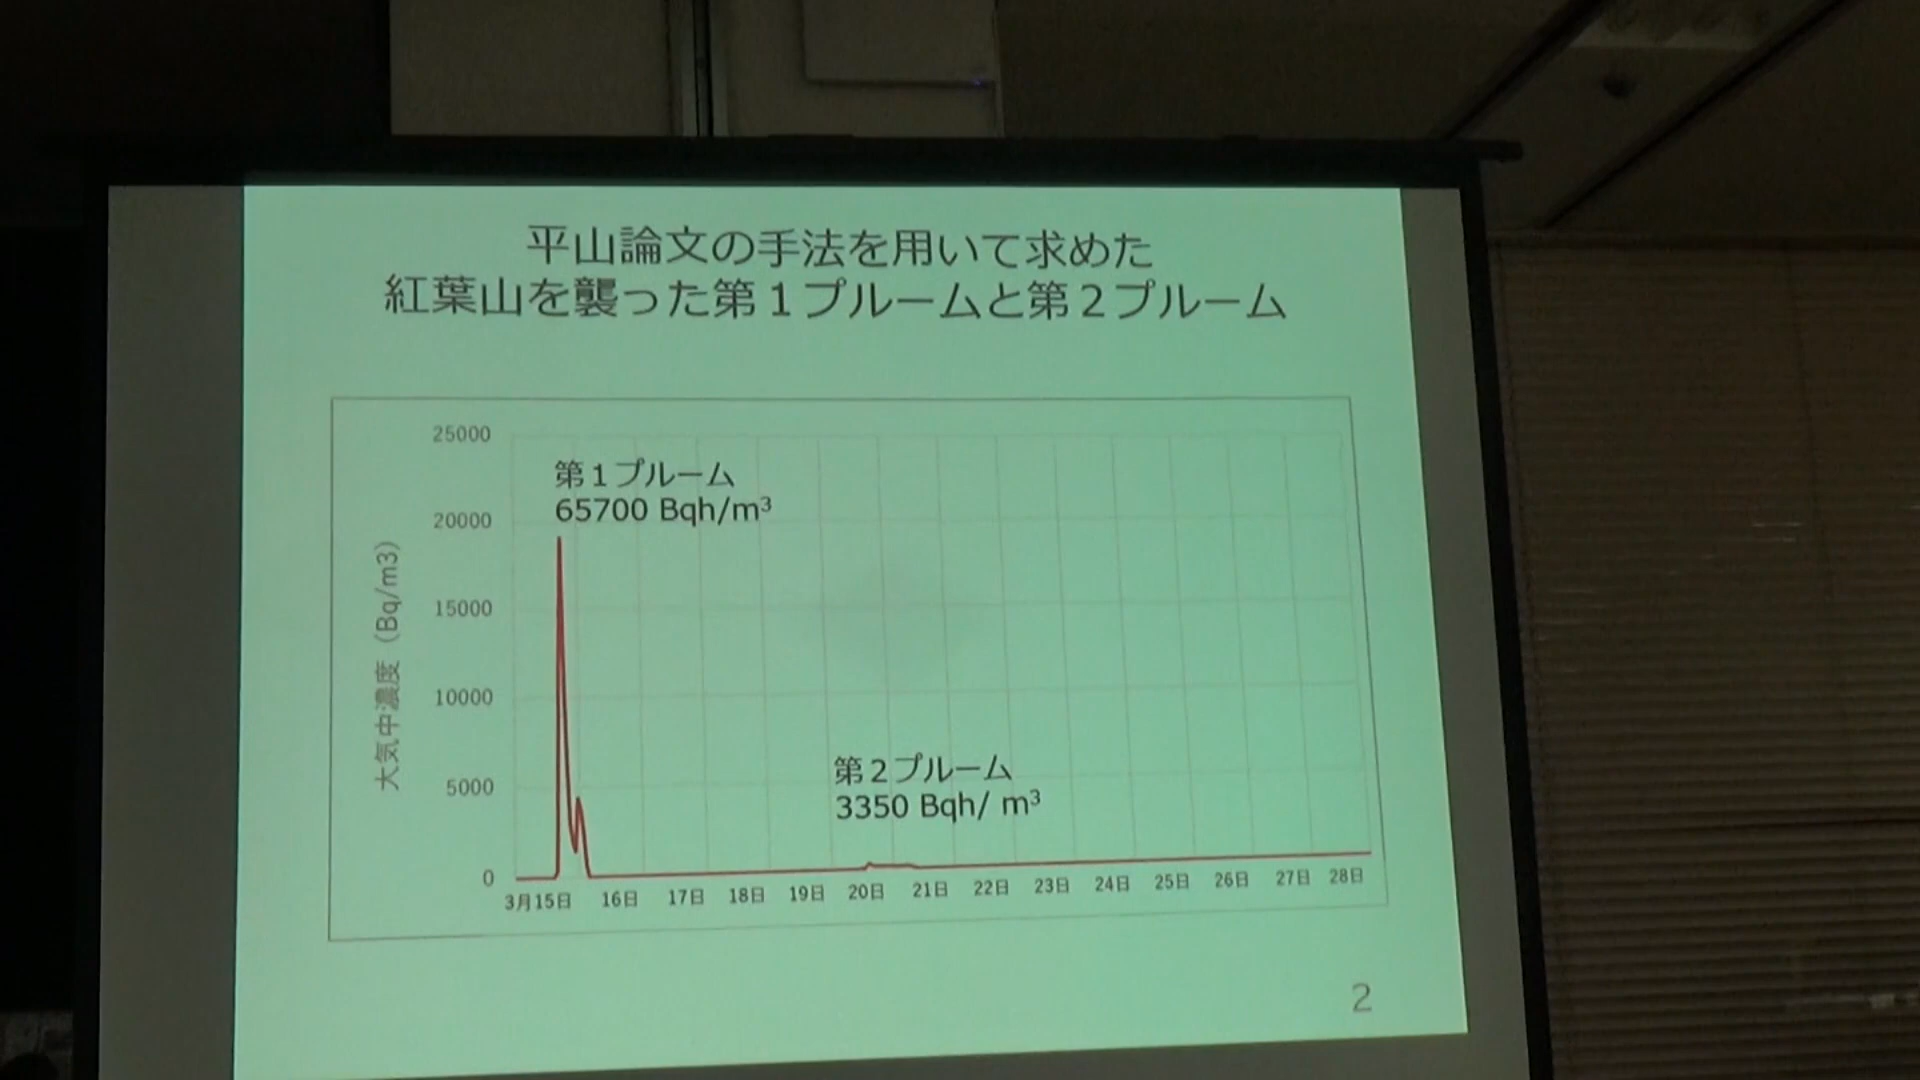 平山論文の手法を用いて求めた
紅葉山を襲った第１プルームと第２プルーム
25000
20000
15000
10000
5000
0
大気中濃度（Bq/m3）
第１プルーム
65700 Bqh/m³
第２プルーム
3350 Bqh/ m³
3月15日 16日 17日 18日 19日 20日 21日 22日 23日 24日 25日 26日 27日 28日
2